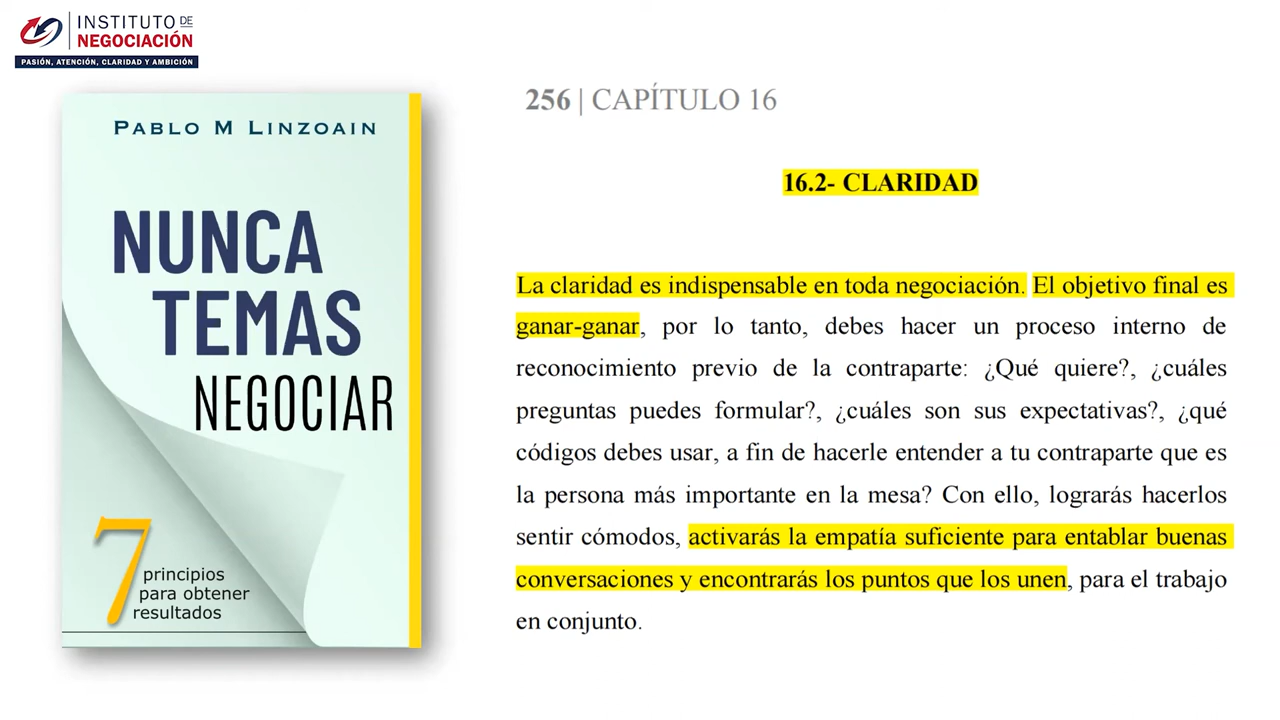 INSTITUTO DE
NEGOCIACIÓN
PASIÓN, ATENCIÓN, CLARIDAD Y AMBICIÓN
PABLO M LINZOAIN
NUNCA
TEMAS
NEGOCIAR
7 principios
para obtener
resultados
256 | CAPÍTULO 16
16.2- CLARIDAD
La claridad es indispensable en toda negociación. El objetivo final es
ganar-ganar, por lo tanto, debes hacer un proceso interno de
reconocimiento previo de la contraparte: ¿Qué quiere?, ¿cuáles
preguntas puedes formular?, ¿cuáles son sus expectativas?, ¿qué
códigos debes usar, a fin de hacerle entender a tu contraparte que es
la persona más importante en la mesa? Con ello, lograrás hacerlos
sentir cómodos, activarás la empatía suficiente para entablar buenas
conversaciones y encontrarás los puntos que los unen, para el trabajo
en conjunto.